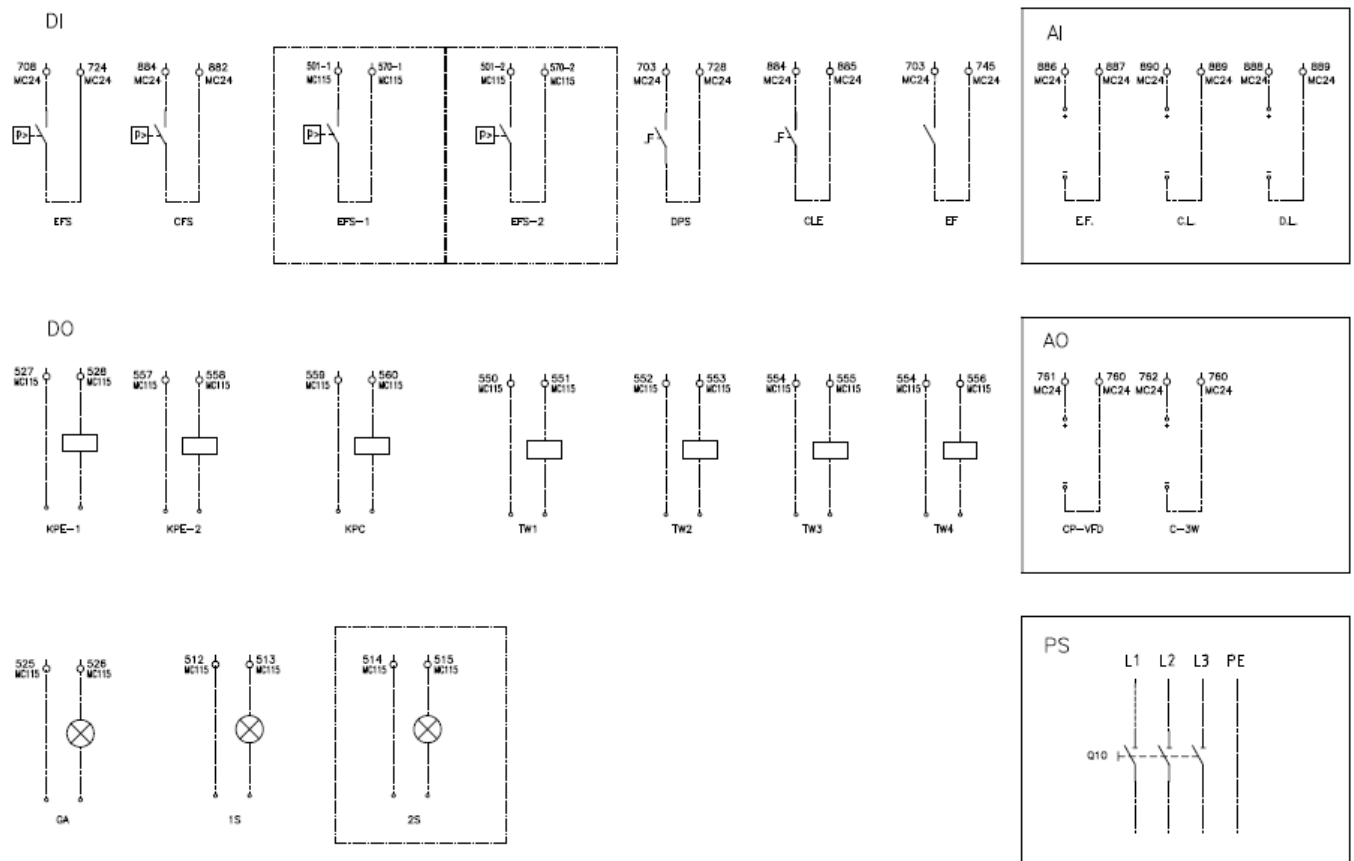 DI
708 724 884 882 501-1 570-1 501-2 570-2 703 728 884 885 703 745
MC24 MC24 MC24 MC24 MC115 MC115 MC115 MC115 MC24 MC24 MC24 MC24 MC24 MC24
P> P> P> P> F F
EFS CFS EFS-1 EFS-2 DPS CLE EF
AI
886 887 890 889 888 889
MC24 MC24 MC24 MC24 MC24 MC24
+ + +
- - -
E.F. C.L. D.L.
DO
527 528 557 558 559 560 550 551 552 553 554 555 554 556
MC115 MC115 MC115 MC115 MC115 MC115 MC115 MC115 MC115 MC115 MC115 MC115 MC115 MC115
KPE-1 KPE-2 KPC TW1 TW2 TW3 TW4
AO
761 760 762 760
MC24 MC24 MC24 MC24
+ +
- -
CP-VFD C-3W
525 526 512 513 514 515
MC115 MC115 MC115 MC115 MC115 MC115
GA 1S 2S
PS
L1 L2 L3 PE
Q10